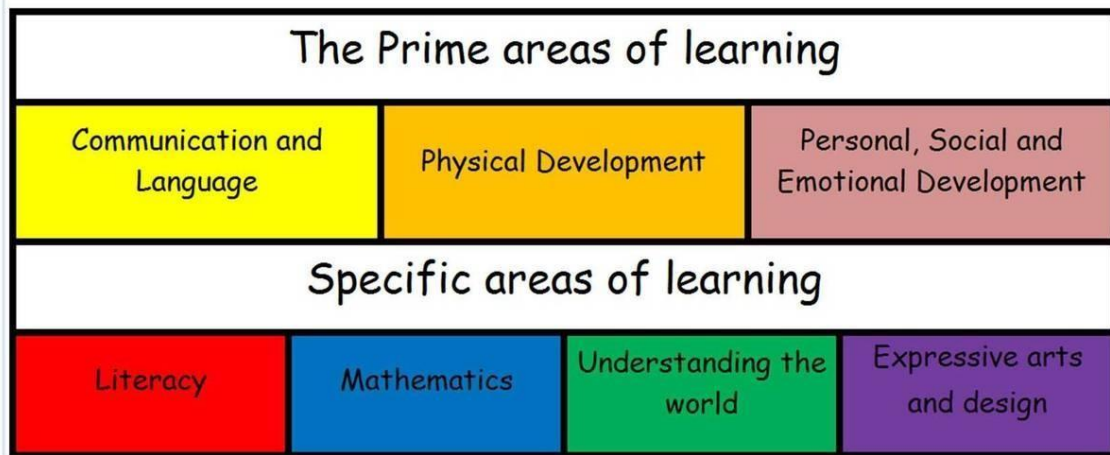 The Prime areas of learning
Communication and
Language
Physical Development
Personal, Social and
Emotional Development
Specific areas of learning
Literacy
Mathematics
Understanding the
world
Expressive arts
and design